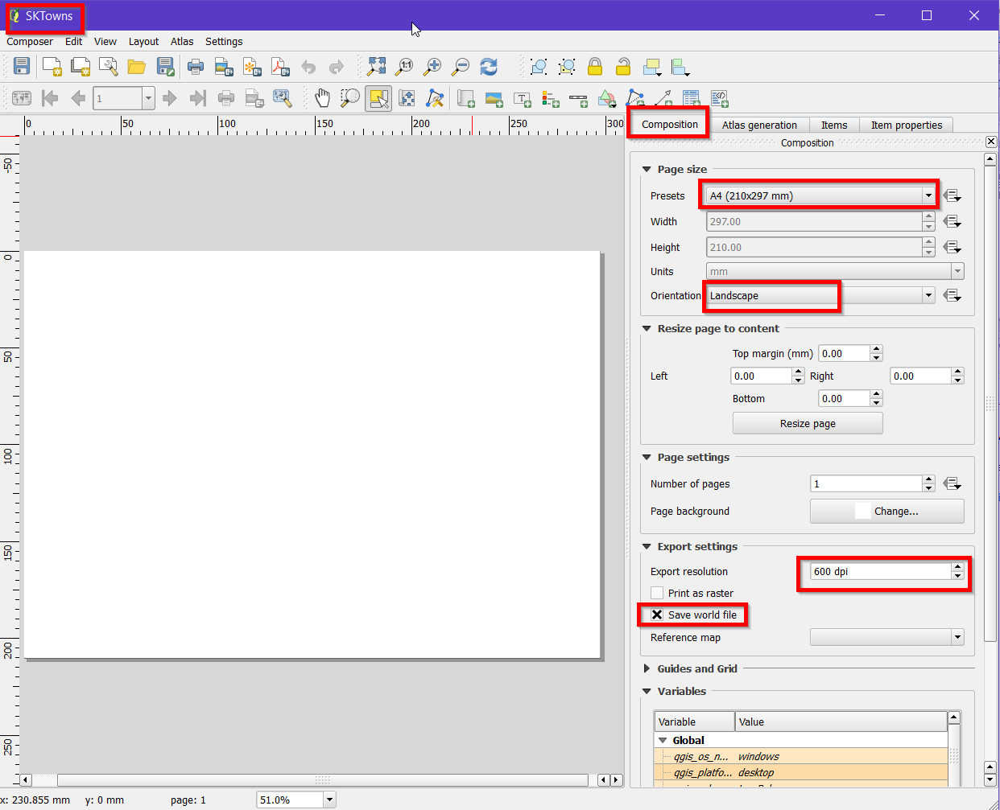 SKTowns
Composer Edit View Layout Atlas Settings
1:1
1
0 50 100 150 200 250 300
Composition Atlas generation Items Item properties
Composition
Page size
Presets A4 (210x297 mm)
Width 297.00
Height 210.00
Units mm
Orientation Landscape
Resize page to content
Top margin (mm) 0.00
Left 0.00 Right 0.00
Bottom 0.00
Resize page
Page settings
Number of pages 1
Page background Change...
Export settings
Export resolution 600 dpi
Print as raster
Save world file
Reference map
Guides and Grid
Variables
Variable Value
Global
qgis_os_n... windows
qgis_platfo... desktop
-50
0
50
100
150
200
250
x: 230.855 mm y: 0 mm page: 1 51.0%